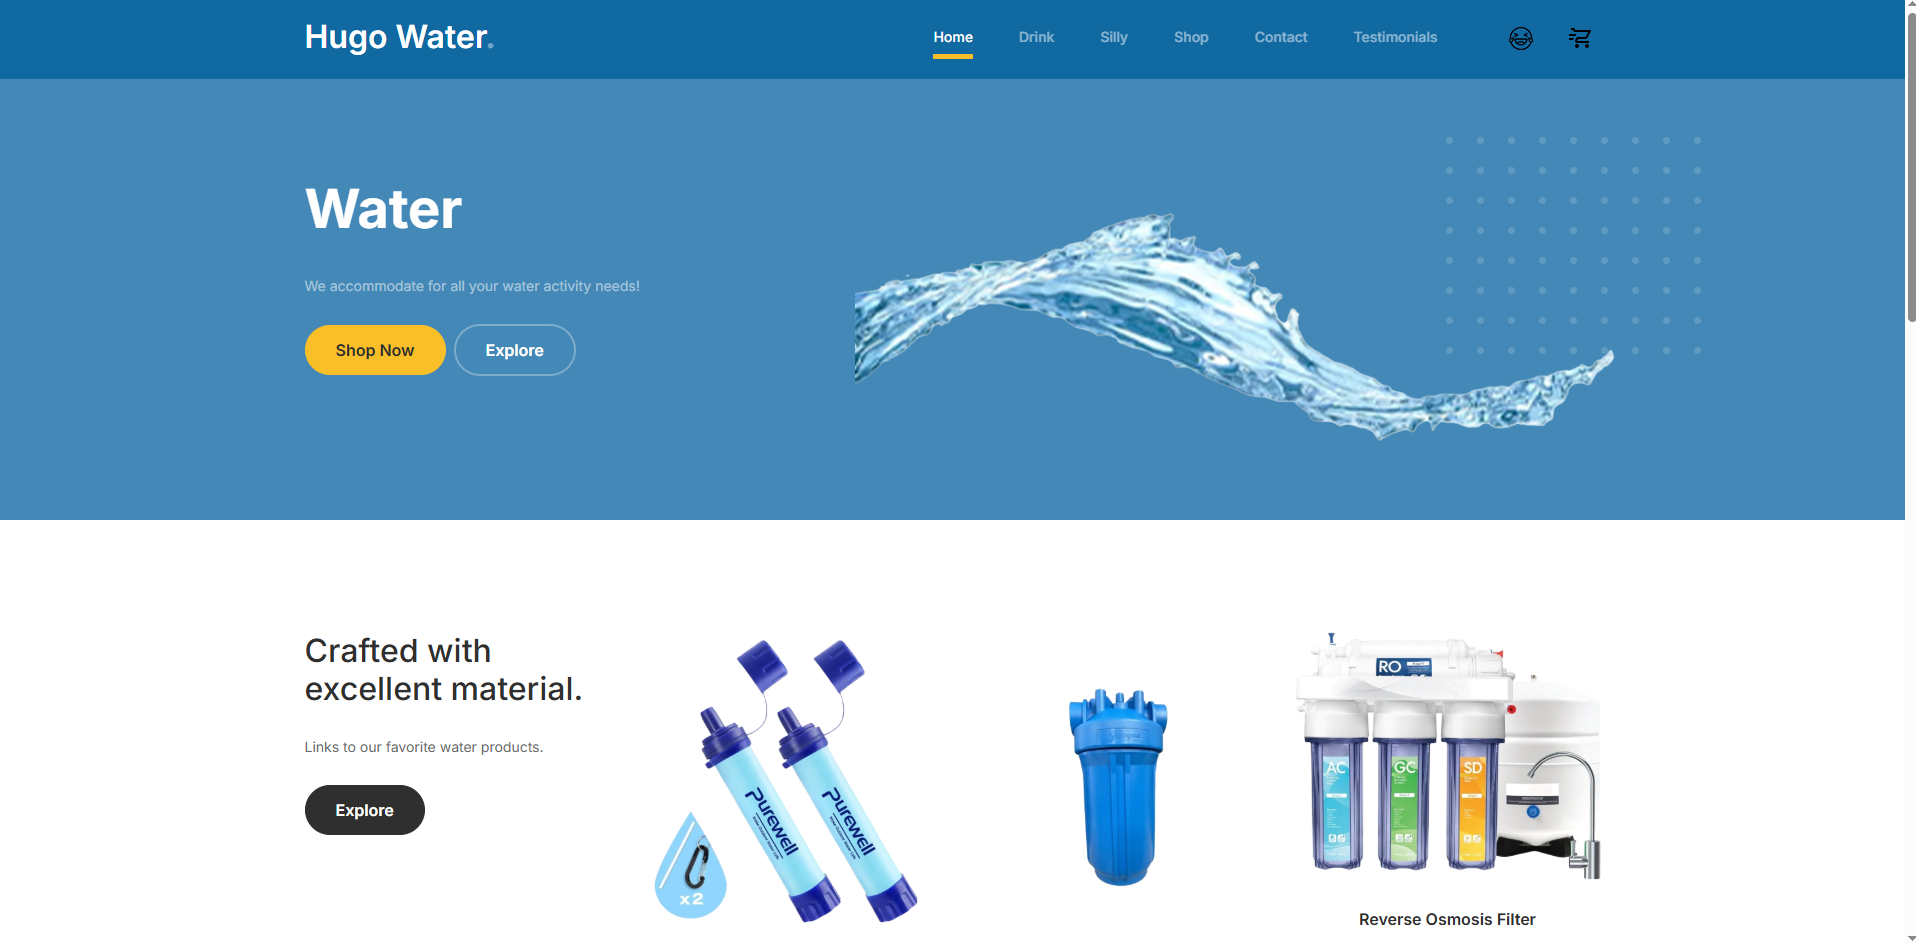 Hugo Water.
Home Drink Silly Shop Contact Testimonials
Water
We accommodate for all your water activity needs!
Shop Now Explore
Crafted with
excellent material.
Links to our favorite water products.
Explore
Purewell
Purewell
x2
RO
AC GC SD
Reverse Osmosis Filter